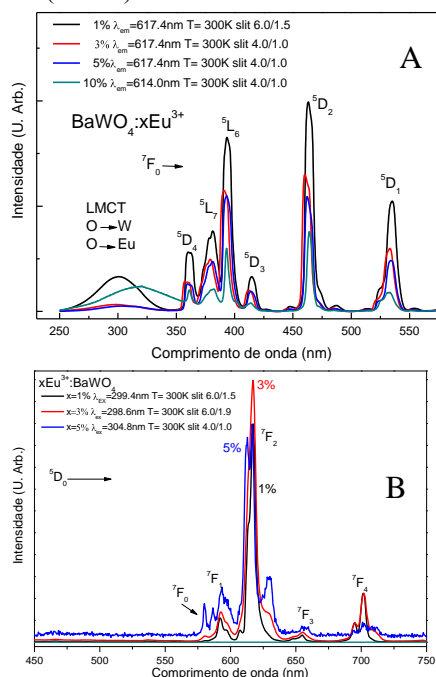 1% λem=617.4nm T= 300K slit 6.0/1.5
3% λem=617.4nm T= 300K slit 4.0/1.0
5%λem=617.4nm T= 300K slit 4.0/1.0
10%λem=614.0nm T= 300K slit 4.0/1.0
A
BaWO₄:xEu³⁺
⁷F₀
LMCT
O W
O Eu
⁵D₄
⁵L₇
⁵L₆
⁵D₃
⁵D₂
⁵D₁
Intensidade (U. Arb.)
250 300 350 400 450 500 550
Comprimento de onda (nm)
xEu³⁺:BaWO₄
x=1% λEX=299.4nm T= 300K slit 6.0/1.5
x=3% λex=298.6nm T= 300K slit 6.0/1.9
x=5% λex=304.8nm T= 300K slit 4.0/1.0
3%
⁷F₂
5%
1%
B
⁵D₀
⁷F₀
⁷F₁
⁷F₃
⁷F₄
Intensidade (U. Arb.)
450 500 550 600 650 700 750
Comprimento de onda (nm)